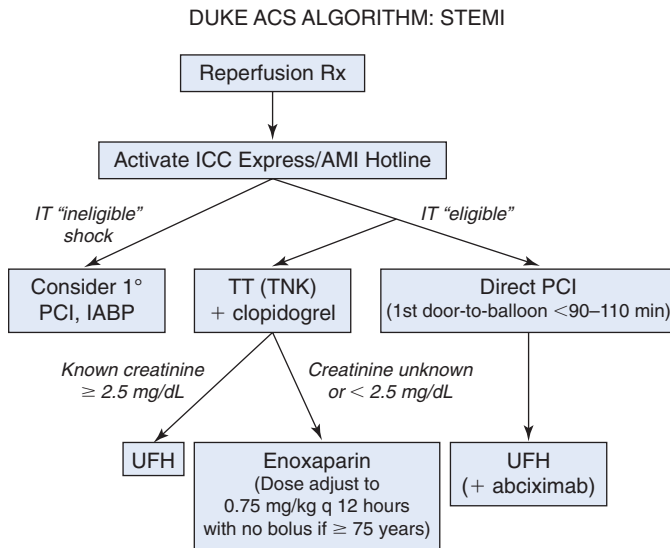 DUKE ACS ALGORITHM: STEMI
Reperfusion Rx
Activate ICC Express/AMI Hotline
IT “ineligible”
shock
IT “eligible”
Consider 1°
PCI, IABP
TT (TNK)
+ clopidogrel
Direct PCI
(1st door-to-balloon <90–110 min)
Known creatinine
≥ 2.5 mg/dL
Creatinine unknown
or < 2.5 mg/dL
UFH
Enoxaparin
(Dose adjust to
0.75 mg/kg q 12 hours
with no bolus if ≥ 75 years)
UFH
(+ abciximab)